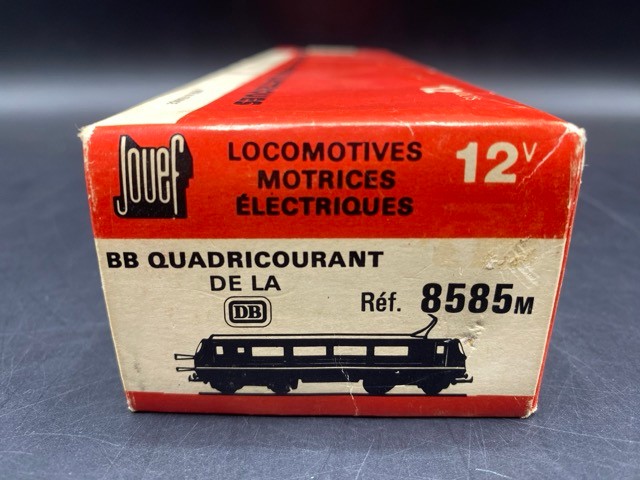 Jouef
LOCOMOTIVES
MOTRICES
ÉLECTRIQUES
12V
BB QUADRICOURANT
DE LA
DB
Réf. 8585M